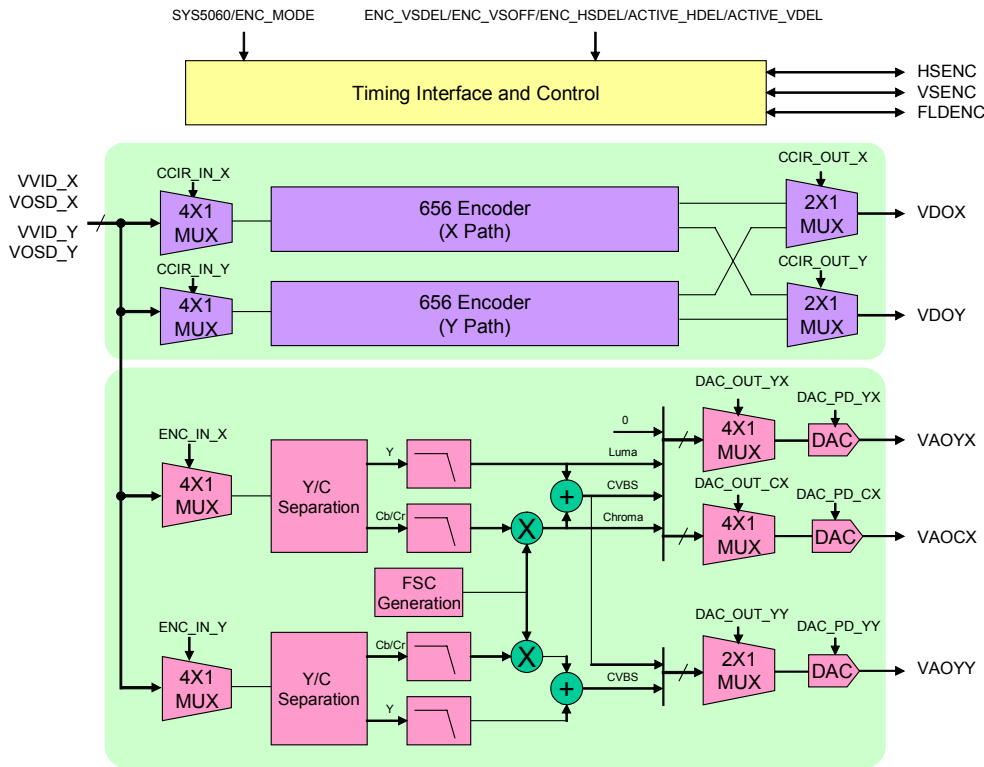 SYS5060/ENC_MODE
ENC_VSDEL/ENC_VSOFF/ENC_HSDEL/ACTIVE_HDEL/ACTIVE_VDEL
Timing Interface and Control
HSENC
VSENC
FLDENC
VVID_X
VOSD_X
VVID_Y
VOSD_Y
CCIR_IN_X
4X1
MUX
656 Encoder
(X Path)
CCIR_OUT_X
2X1
MUX
VDOX
CCIR_IN_Y
4X1
MUX
656 Encoder
(Y Path)
CCIR_OUT_Y
2X1
MUX
VDOY
ENC_IN_X
4X1
MUX
Y/C
Separation
Y
Cb/Cr
X
+
0
Luma
CVBS
Chroma
DAC_OUT_YX
4X1
MUX
DAC_PD_YX
DAC
VAOYX
DAC_OUT_CX
4X1
MUX
DAC_PD_CX
DAC
VAOCX
FSC
Generation
ENC_IN_Y
4X1
MUX
Y/C
Separation
Cb/Cr
Y
X
+
CVBS
DAC_OUT_YY
2X1
MUX
DAC_PD_YY
DAC
VAOYY